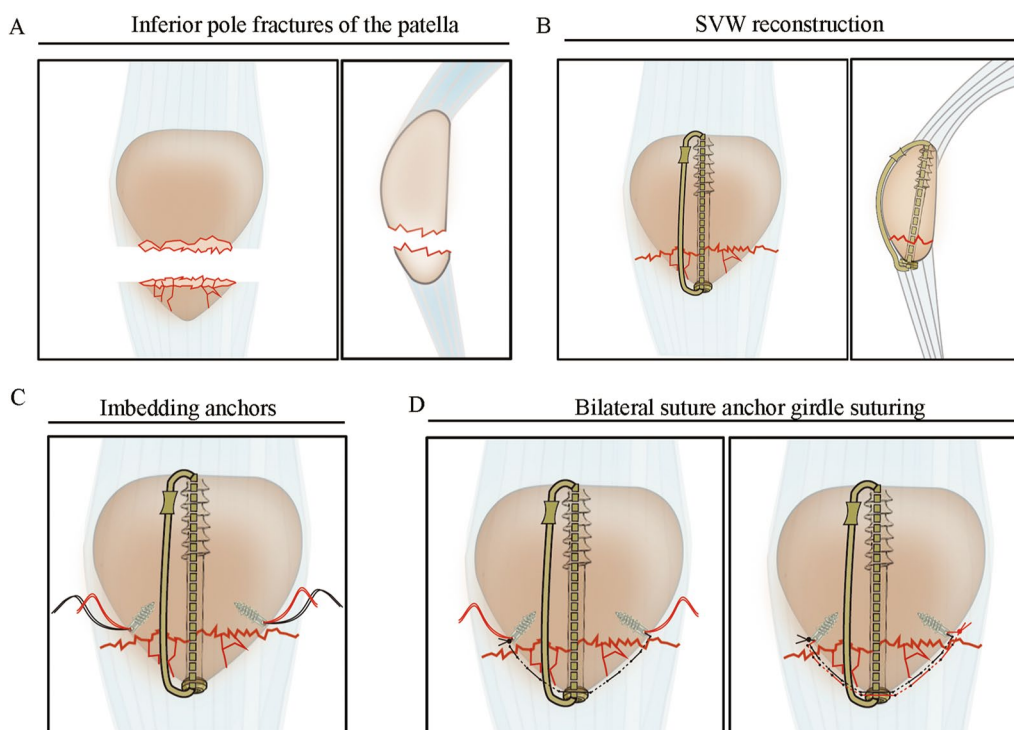 A
Inferior pole fractures of the patella
B
SVW reconstruction
C
Imbedding anchors
D
Bilateral suture anchor girdle suturing